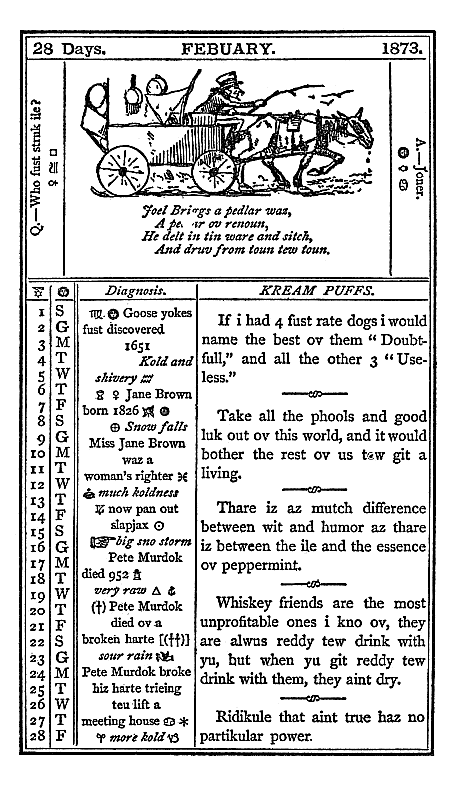 28 Days. FEBUARY. 1873.
Q.—Who fust strnk ile?
A.—Joner.
Joel Briggs a pedlar waz,
A ov renoun,
He delt in tin ware and sitch,
And druv from toun tew toun.
Diagnosis. KREAM PUFFS.
1 S
2 G
3 M
4 T
5 W
6 T
7 F
8 S
9 G
10 M
11 T
12 W
13 T
14 F
15 S
16 G
17 M
18 T
19 W
20 T
21 F
22 S
23 G
24 M
25 T
26 W
27 T
28 F
♏ ☸ Goose yokes
fust discovered
1651
Kold and
shivery ♒
♀ Jane Brown
born 1826
⊕ Snow falls
Miss Jane Brown
waz a
woman's righter ♓
much koldness
now pan out
slapjax ⊙
☞ big sno storm
Pete Murdok
died 952
very raw △ ⚓
(†) Pete Murdok
died ov a
broken harte [(††)]
sour rain
Pete Murdok broke
hiz harte trieing
teu lift a
meeting house ♋ *
♈ more kold ♑
If i had 4 fust rate dogs i would
name the best ov them “ Doubt-
full,” and all the other 3 “ Use-
less.”
Take all the phools and good
luk out ov this world, and it would
bother the rest ov us tew git a
living.
Thare iz az mutch difference
between wit and humor az thare
iz between the ile and the essence
ov peppermint.
Whiskey friends are the most
unprofitable ones i kno ov, they
are alwus reddy tew drink with
yu, but when yu git reddy tew
drink with them, they aint dry.
Ridikule that aint true haz no
partikular power.